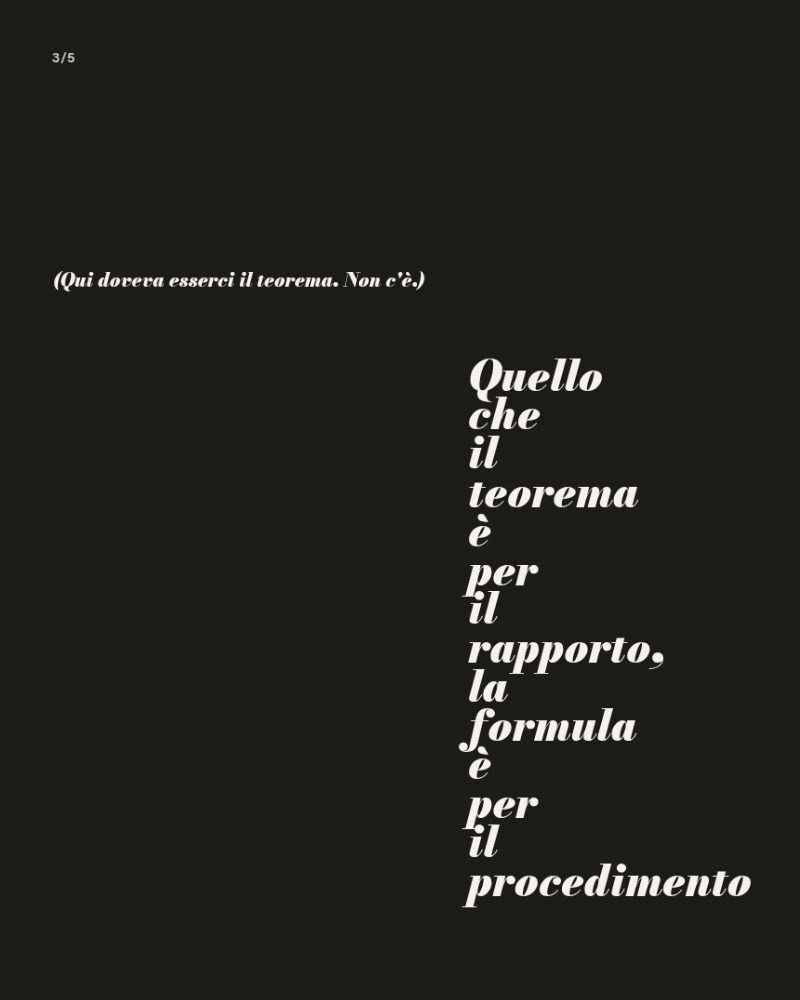 3/5
(Qui doveva esserci il teorema. Non c'è.)
Quello
che
il
teorema
è
per
il
rapporto,
la
formula
è
per
il
procedimento